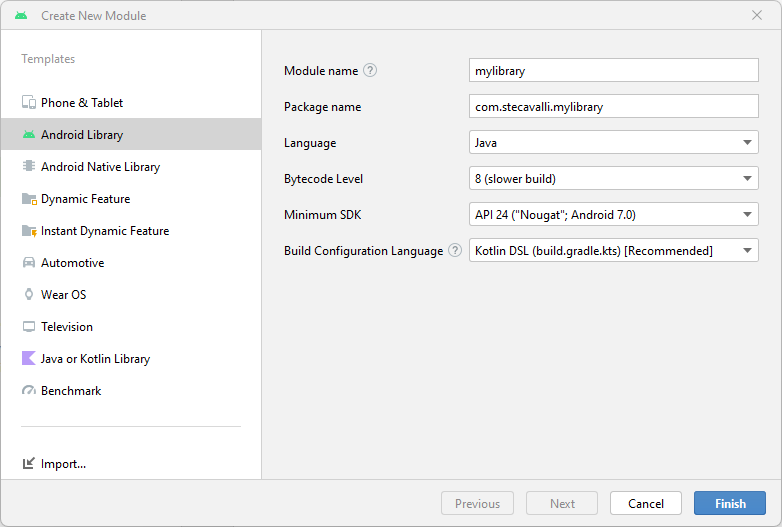 Create New Module
Templates
Phone & Tablet
Android Library
Android Native Library
Dynamic Feature
Instant Dynamic Feature
Automotive
Wear OS
Television
Java or Kotlin Library
Benchmark
Import...
Module name ? mylibrary
Package name com.stecavalli.mylibrary
Language Java
Bytecode Level 8 (slower build)
Minimum SDK API 24 ("Nougat"; Android 7.0)
Build Configuration Language ? Kotlin DSL (build.gradle.kts) [Recommended]
Previous Next Cancel Finish